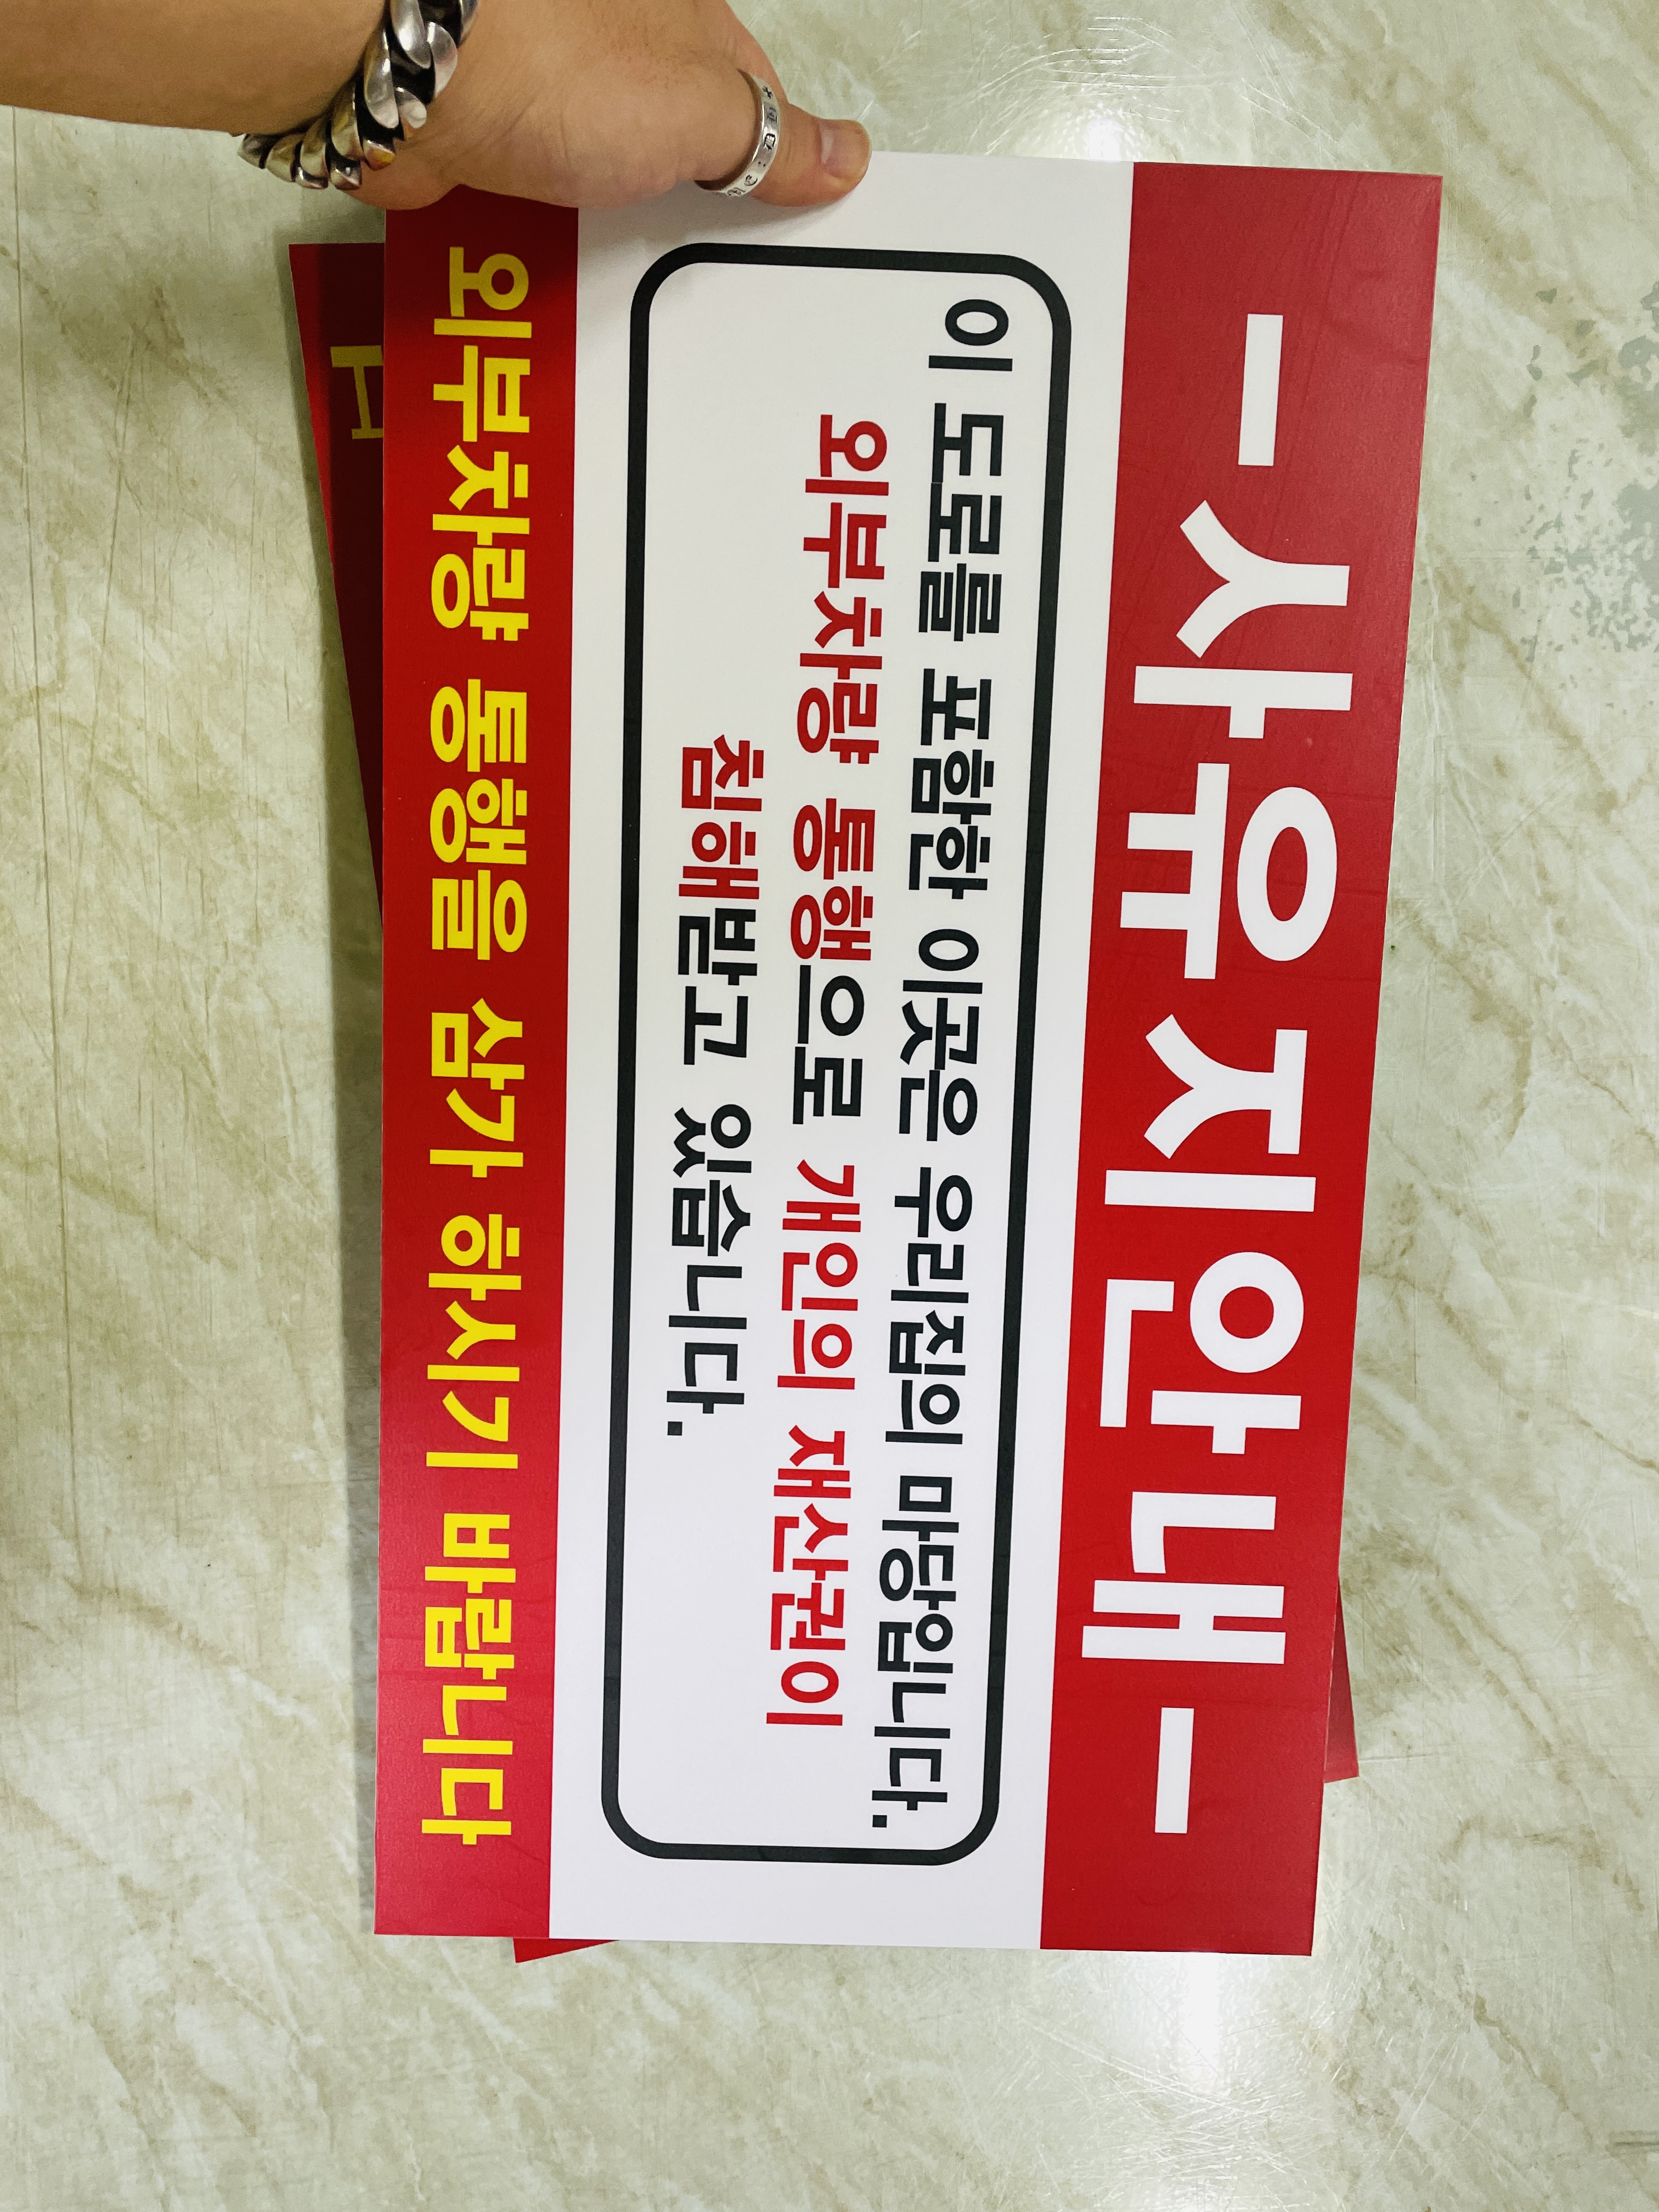 - 사유지안내 -
이 도로를 포함한 이곳은 우리집의 마당입니다.
외부차량 통행으로 개인의 재산권이
침해받고 있습니다.
외부차량 통행을 삼가 하시기 바랍니다